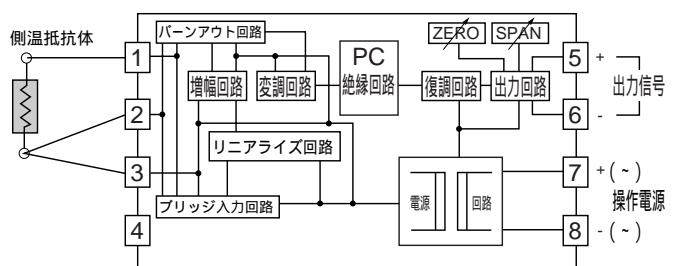 側温抵抗体
バーンアウト回路
ZERO
SPAN
1
増幅回路
変調回路
PC
絶縁回路
復調回路
出力回路
5
+
出力信号
2
6
-
リニアライズ回路
3
電源
回路
7
+(~)
操作電源
4
ブリッジ入力回路
8
-(~)